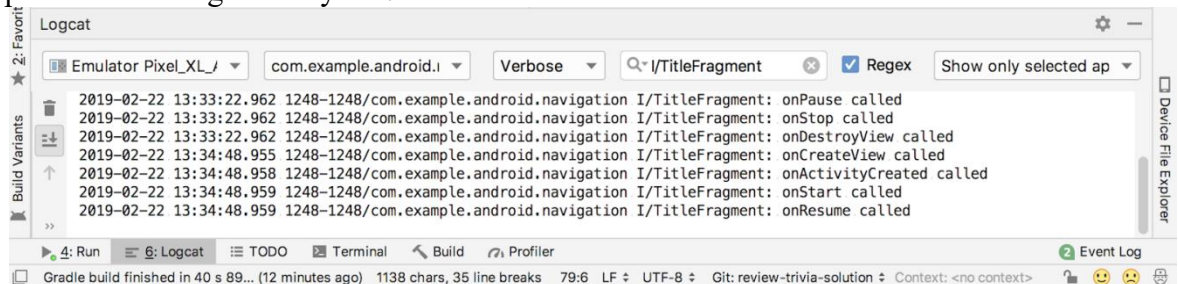 2: Favorit
Logcat
Emulator Pixel_XL_
com.example.android.
Verbose
I/TitleFragment
Regex
Show only selected ap
2019-02-22 13:33:22.962 1248-1248/com.example.android.navigation I/TitleFragment: onPause called
2019-02-22 13:33:22.962 1248-1248/com.example.android.navigation I/TitleFragment: onStop called
2019-02-22 13:33:22.962 1248-1248/com.example.android.navigation I/TitleFragment: onDestroyView called
2019-02-22 13:34:48.955 1248-1248/com.example.android.navigation I/TitleFragment: onCreateView called
2019-02-22 13:34:48.958 1248-1248/com.example.android.navigation I/TitleFragment: onActivityCreated called
2019-02-22 13:34:48.959 1248-1248/com.example.android.navigation I/TitleFragment: onStart called
2019-02-22 13:34:48.959 1248-1248/com.example.android.navigation I/TitleFragment: onResume called
Build Variants
Device File Explorer
4: Run 6: Logcat TODO Terminal Build Profiler 2 Event Log
Gradle build finished in 40 s 89... (12 minutes ago) 1138 chars, 35 line breaks 79:6 LF UTF-8 Git: review-trivia-solution Context: <no context>